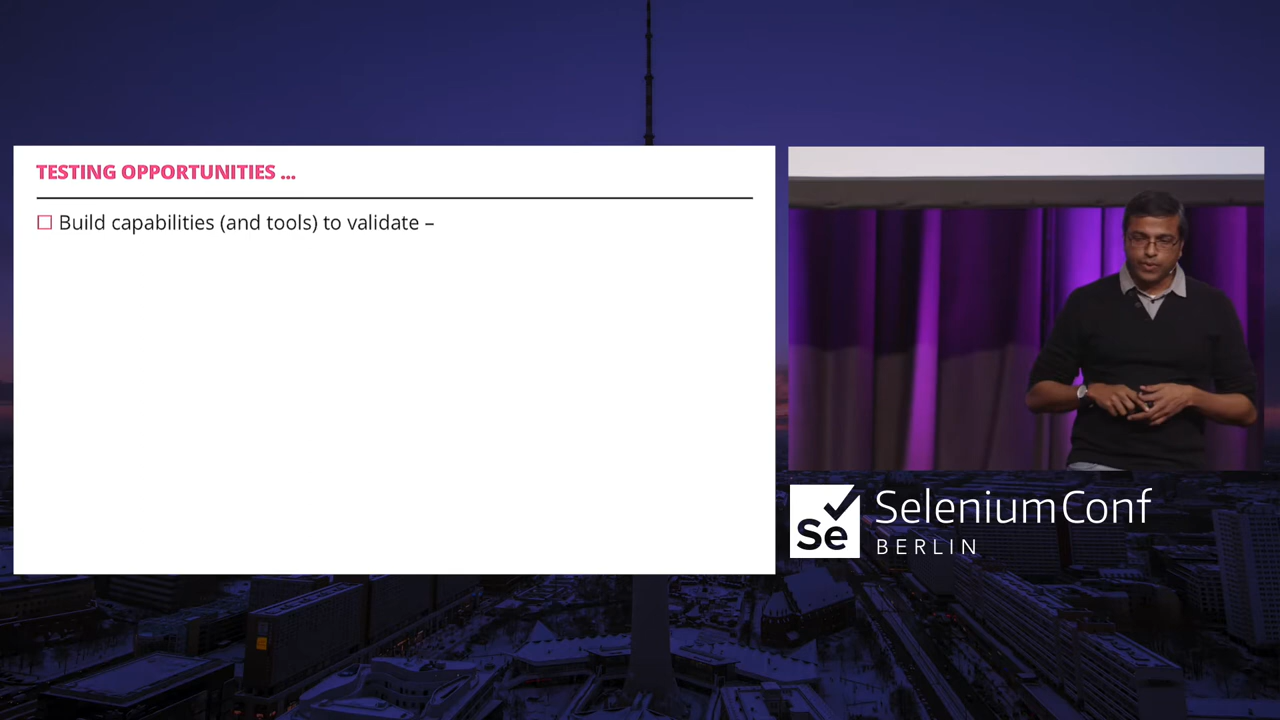 TESTING OPPORTUNITIES ...
☐ Build capabilities (and tools) to validate –
Se
SeleniumConf
BERLIN